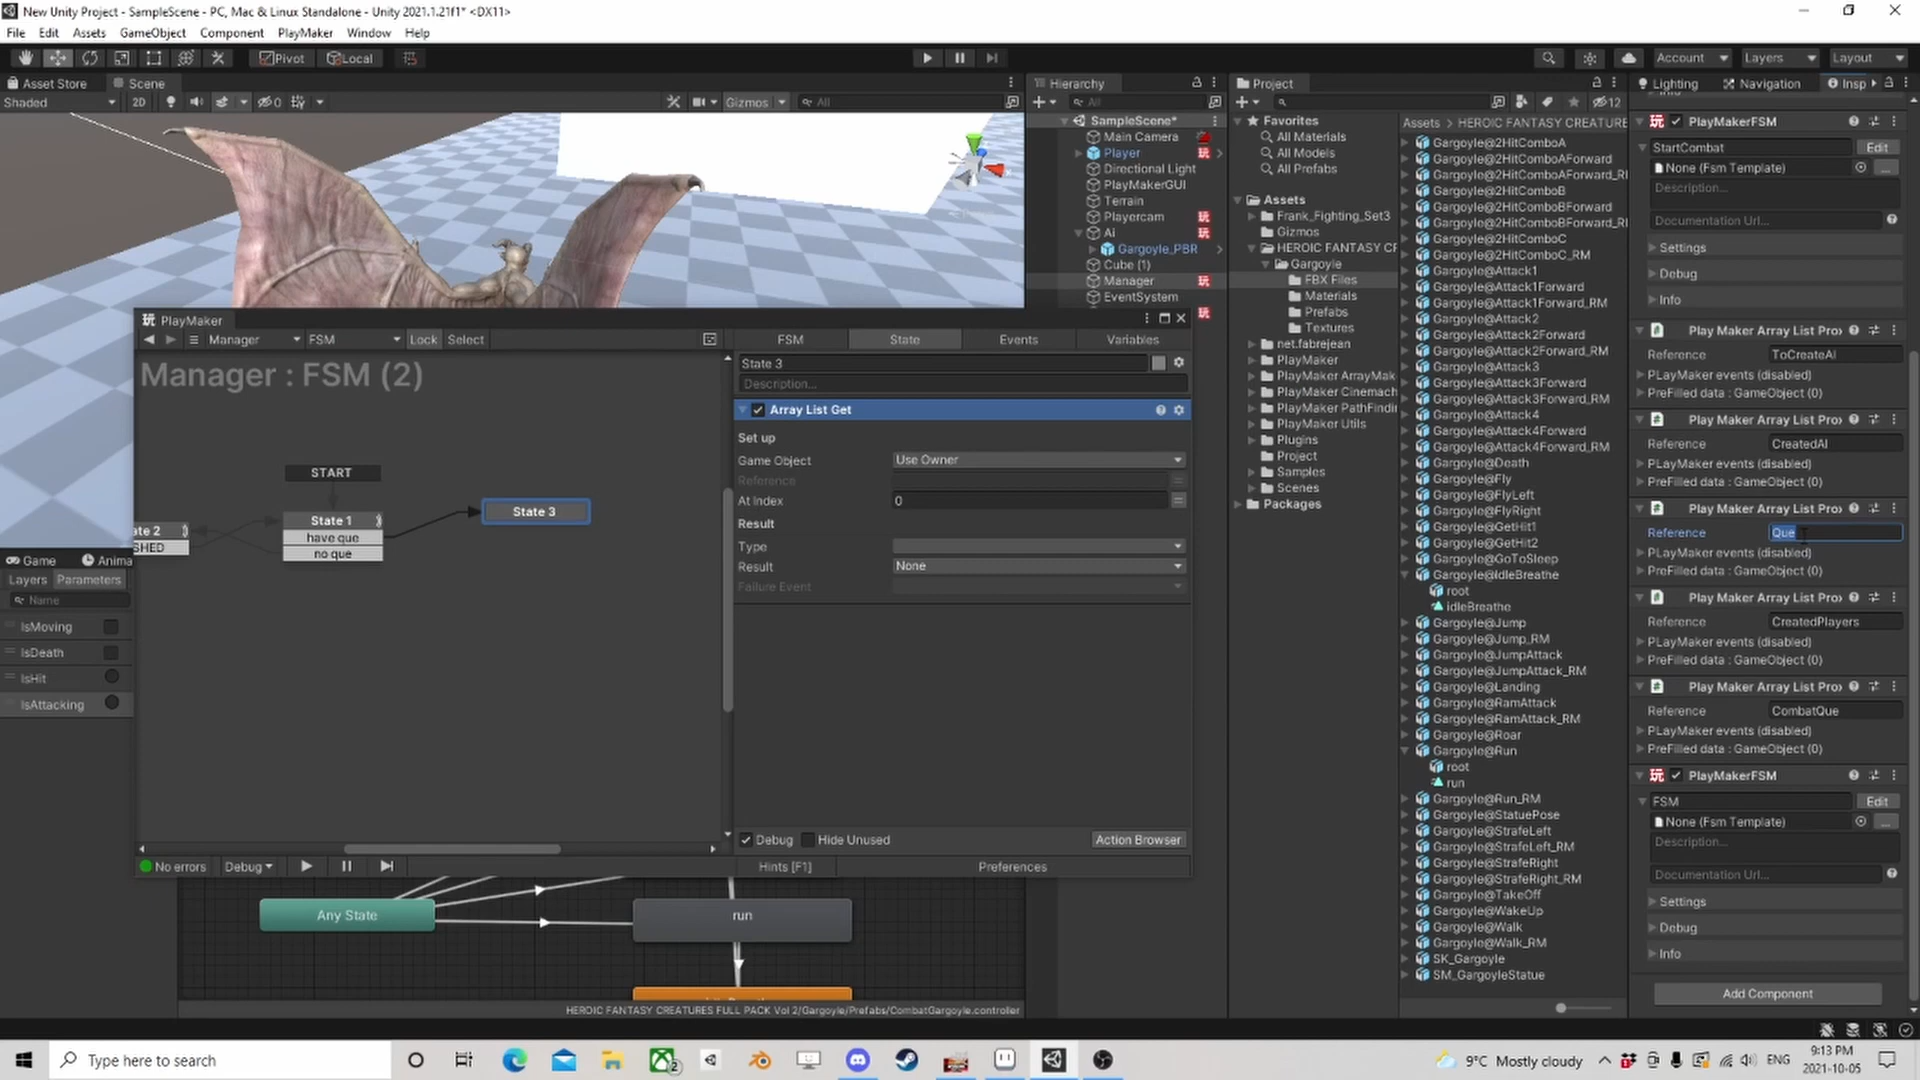 New Unity Project - SampleScene - PC, Mac & Linux Standalone - Unity 2021.1.21f1* <DX11>
File Edit Assets GameObject Component PlayMaker Window Help
Pivot Local Account Layers Layout
Asset Store Scene
Shaded 2D Gizmos All
Hierarchy
All
SampleScene*
Main Camera
Player
Directional Light
PlayMakerGUI
Terrain
Playercam
Ai
Gargoyle_PBR
Cube (1)
Manager
EventSystem
Project
12
Favorites
All Materials
All Models
All Prefabs
Assets
Frank_Fighting_Set3
Gizmos
HEROIC FANTASY CF
Gargoyle
FBX Files
Materials
Prefabs
Textures
net.fabrejean
PlayMaker
PlayMaker ArrayMak
PlayMaker Cinemach
PlayMaker PathFindin
PlayMaker Utils
Plugins
Project
Samples
Scenes
Packages
Assets > HEROIC FANTASY CREATURE
Gargoyle@2HitComboA
Gargoyle@2HitComboAForward
Gargoyle@2HitComboAForward_RI
Gargoyle@2HitComboB
Gargoyle@2HitComboBForward
Gargoyle@2HitComboBForward_RI
Gargoyle@2HitComboC
Gargoyle@2HitComboC_RM
Gargoyle@Attack1
Gargoyle@Attack1Forward
Gargoyle@Attack1Forward_RM
Gargoyle@Attack2
Gargoyle@Attack2Forward
Gargoyle@Attack2Forward_RM
Gargoyle@Attack3
Gargoyle@Attack3Forward
Gargoyle@Attack3Forward_RM
Gargoyle@Attack4
Gargoyle@Attack4Forward
Gargoyle@Attack4Forward_RM
Gargoyle@Death
Gargoyle@Fly
Gargoyle@FlyLeft
Gargoyle@FlyRight
Gargoyle@GetHit1
Gargoyle@GetHit2
Gargoyle@GoToSleep
Gargoyle@IdleBreathe
root
idleBreathe
Gargoyle@Jump
Gargoyle@Jump_RM
Gargoyle@JumpAttack
Gargoyle@JumpAttack_RM
Gargoyle@Landing
Gargoyle@RamAttack
Gargoyle@RamAttack_RM
Gargoyle@Roar
Gargoyle@Run
root
run
Gargoyle@Run_RM
Gargoyle@StatuePose
Gargoyle@StrafeLeft
Gargoyle@StrafeLeft_RM
Gargoyle@StrafeRight
Gargoyle@StrafeRight_RM
Gargoyle@TakeOff
Gargoyle@WakeUp
Gargoyle@Walk
Gargoyle@Walk_RM
SK_Gargoyle
SM_GargoyleStatue
Lighting Navigation Insp
PlayMakerFSM
StartCombat Edit
None (Fsm Template) ...
Description...
Documentation Url...
Settings
Debug
Info
Play Maker Array List Pro
Reference ToCreateAI
PLayMaker events (disabled)
PreFilled data : GameObject (0)
Play Maker Array List Pro
Reference CreatedAI
PLayMaker events (disabled)
PreFilled data : GameObject (0)
Play Maker Array List Pro
Reference Que
PLayMaker events (disabled)
PreFilled data : GameObject (0)
Play Maker Array List Pro
Reference CreatedPlayers
PLayMaker events (disabled)
PreFilled data : GameObject (0)
Play Maker Array List Pro
Reference CombatQue
PLayMaker events (disabled)
PreFilled data : GameObject (0)
PlayMakerFSM
FSM Edit
None (Fsm Template) ...
Description...
Documentation Url...
Settings
Debug
Info
Add Component
PlayMaker
Manager FSM Lock Select
FSM State Events Variables
Manager : FSM (2)
START
State 1
have que
no que
ate 2
SHED
State 3
State 3
Description...
Array List Get
Set up
Game Object Use Owner
Reference
At Index 0
Result
Type
Result None
Failure Event
Debug Hide Unused Action Browser
No errors Debug Hints [F1] Preferences
Game Anima
Layers Parameters
Name
IsMoving
IsDeath
IsHit
IsAttacking
Any State
run
HEROIC FANTASY CREATURES FULL PACK Vol 2/Gargoyle/Prefabs/CombatGargoyle.controller
Type here to search
2
9°C Mostly cloudy
ENG
9:13 PM
2021-10-05